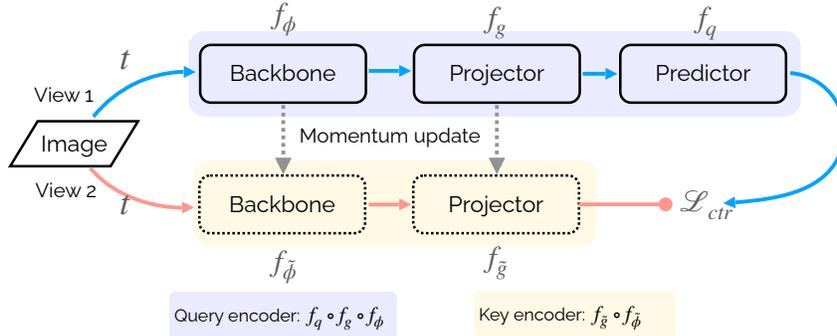 f_ϕ f_g f_q
t
Backbone Projector Predictor
View 1
Momentum update
Image
View 2
t
Backbone Projector ℒ_ctr
f_ϕ̃ f_g̃
Query encoder: f_q ∘ f_g ∘ f_ϕ Key encoder: f_g̃ ∘ f_ϕ̃